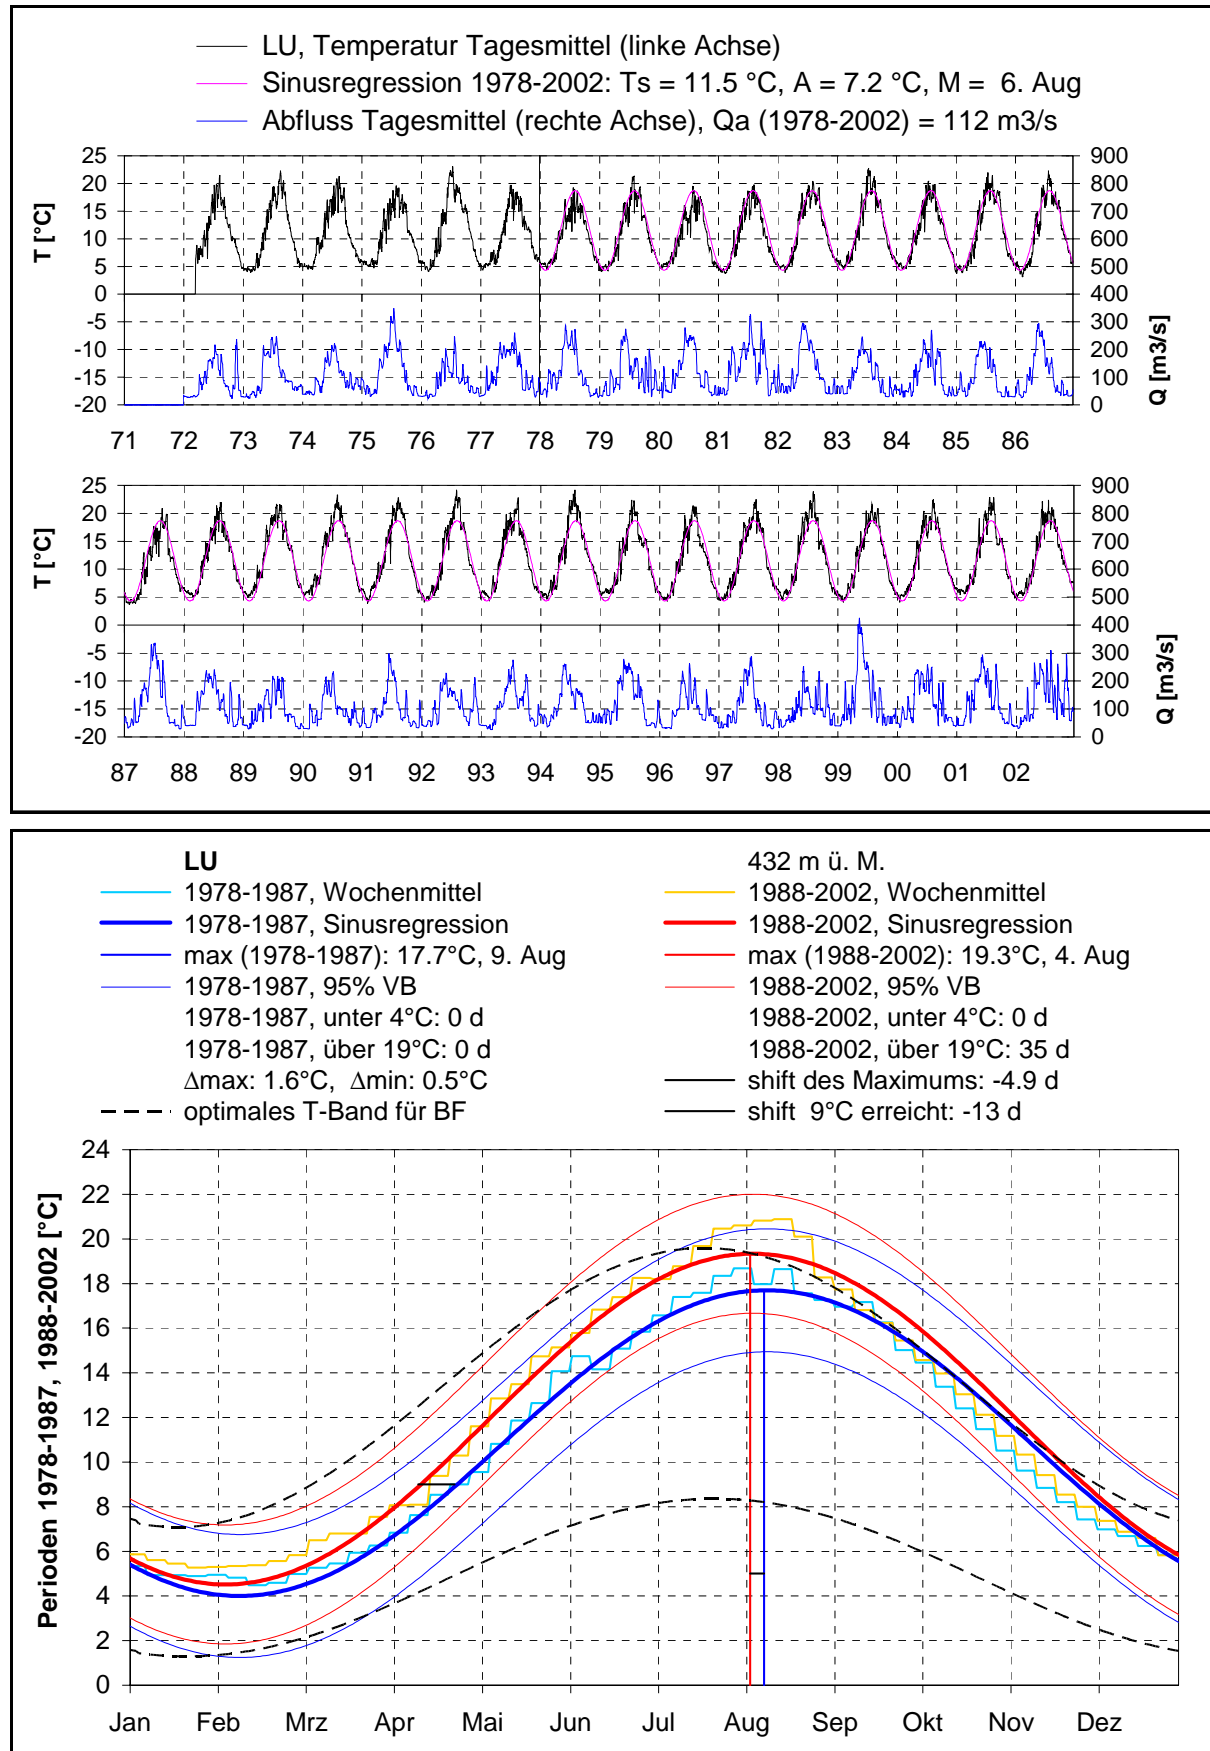 LU, Temperatur Tagesmittel (linke Achse)
Sinusregression 1978-2002: Ts = 11.5 °C, A = 7.2 °C, M = 6. Aug
Abfluss Tagesmittel (rechte Achse), Qa (1978-2002) = 112 m3/s
T [°C]
25
20
15
10
5
0
-5
-10
-15
-20
900
800
700
600
500
400
300
200
100
0
Q [m3/s]
71 72 73 74 75 76 77 78 79 80 81 82 83 84 85 86
T [°C]
25
20
15
10
5
0
-5
-10
-15
-20
900
800
700
600
500
400
300
200
100
0
Q [m3/s]
87 88 89 90 91 92 93 94 95 96 97 98 99 00 01 02
LU 432 m ü. M.
1978-1987, Wochenmittel 1988-2002, Wochenmittel
1978-1987, Sinusregression 1988-2002, Sinusregression
max (1978-1987): 17.7°C, 9. Aug max (1988-2002): 19.3°C, 4. Aug
1978-1987, 95% VB 1988-2002, 95% VB
1978-1987, unter 4°C: 0 d 1988-2002, unter 4°C: 0 d
1978-1987, über 19°C: 0 d 1988-2002, über 19°C: 35 d
Δmax: 1.6°C, Δmin: 0.5°C shift des Maximums: -4.9 d
optimales T-Band für BF shift 9°C erreicht: -13 d
Perioden 1978-1987, 1988-2002 [°C]
24
22
20
18
16
14
12
10
8
6
4
2
0
Jan Feb Mrz Apr Mai Jun Jul Aug Sep Okt Nov Dez